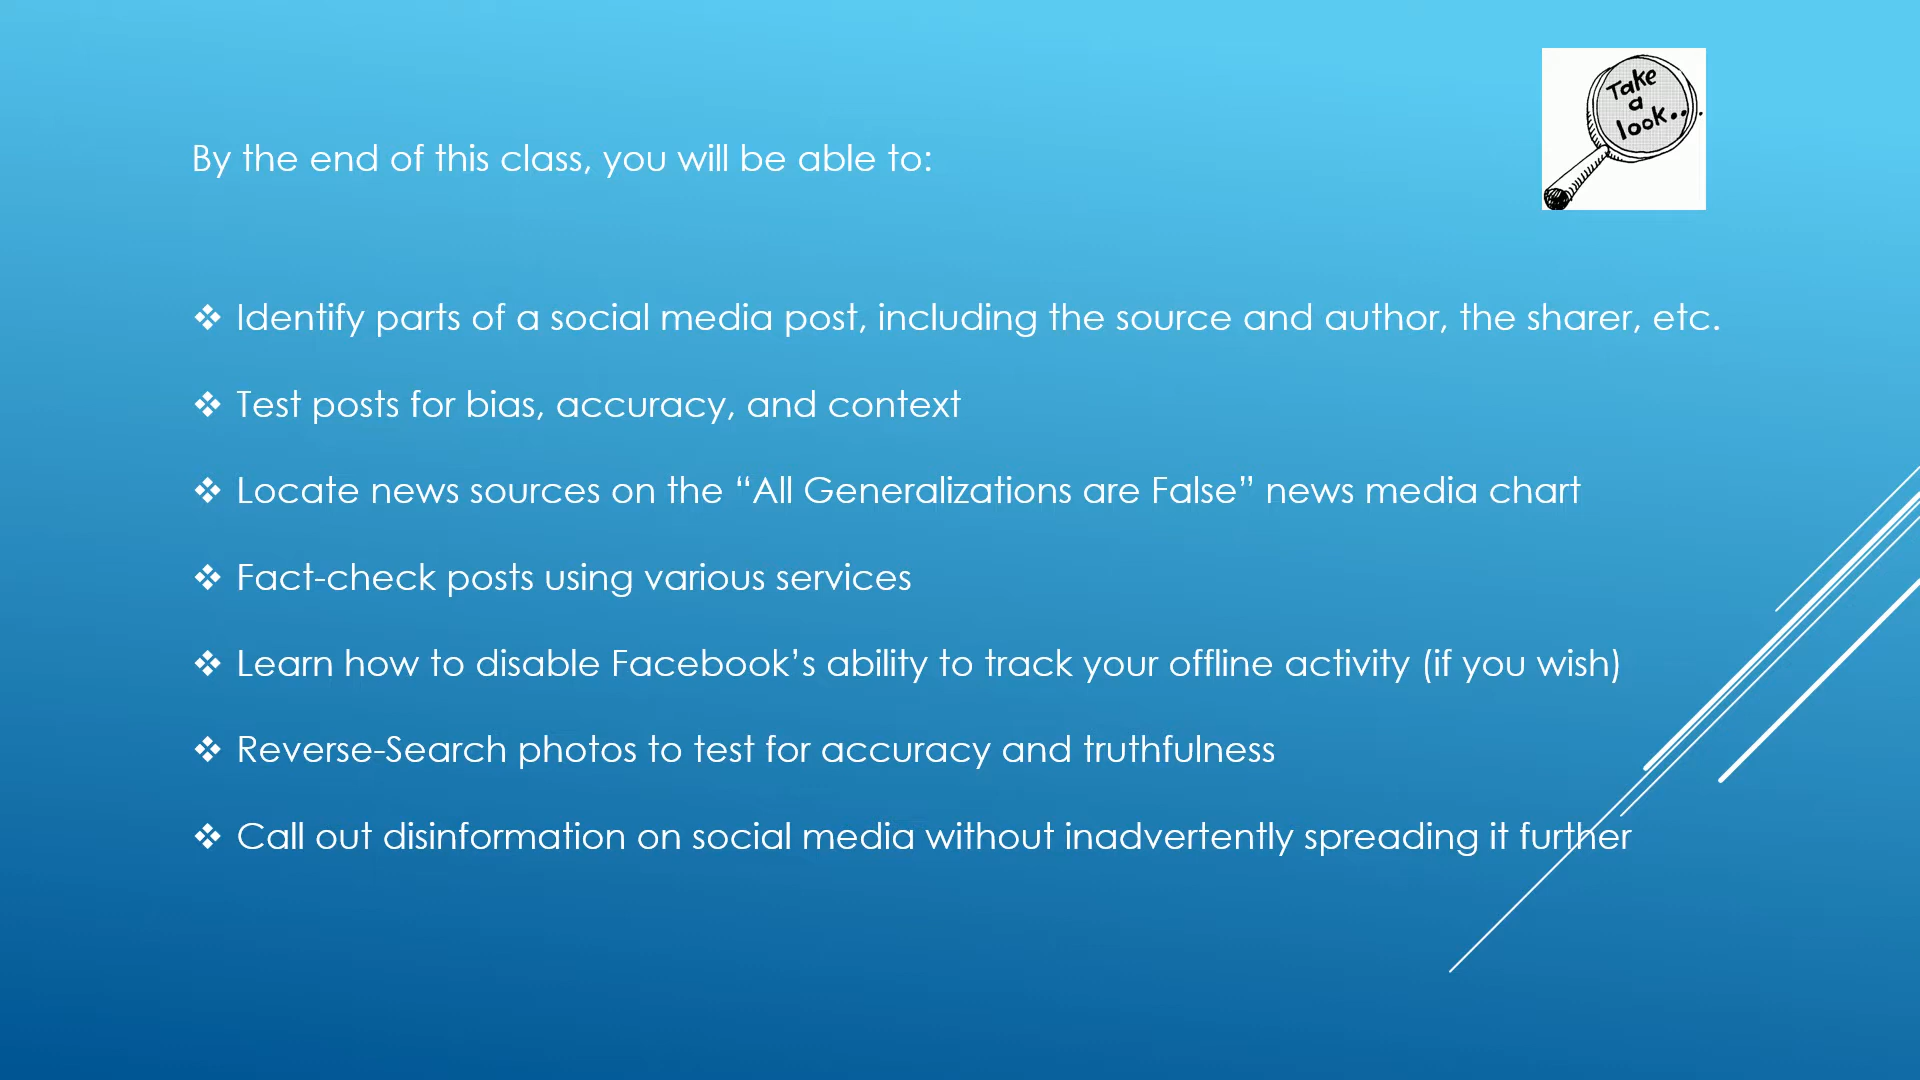 Take
a
look..
By the end of this class, you will be able to:
❖ Identify parts of a social media post, including the source and author, the sharer, etc.
❖ Test posts for bias, accuracy, and context
❖ Locate news sources on the “All Generalizations are False” news media chart
❖ Fact-check posts using various services
❖ Learn how to disable Facebook’s ability to track your offline activity (if you wish)
❖ Reverse-Search photos to test for accuracy and truthfulness
❖ Call out disinformation on social media without inadvertently spreading it further